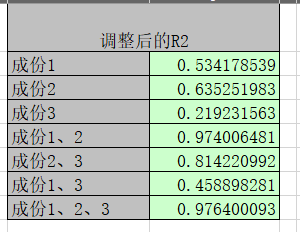 调整后的R2
成份1 0.534178539
成份2 0.635251983
成份3 0.219231563
成份1、2 0.974006481
成份2、3 0.814220992
成份1、3 0.458898281
成份1、2、3 0.976400093